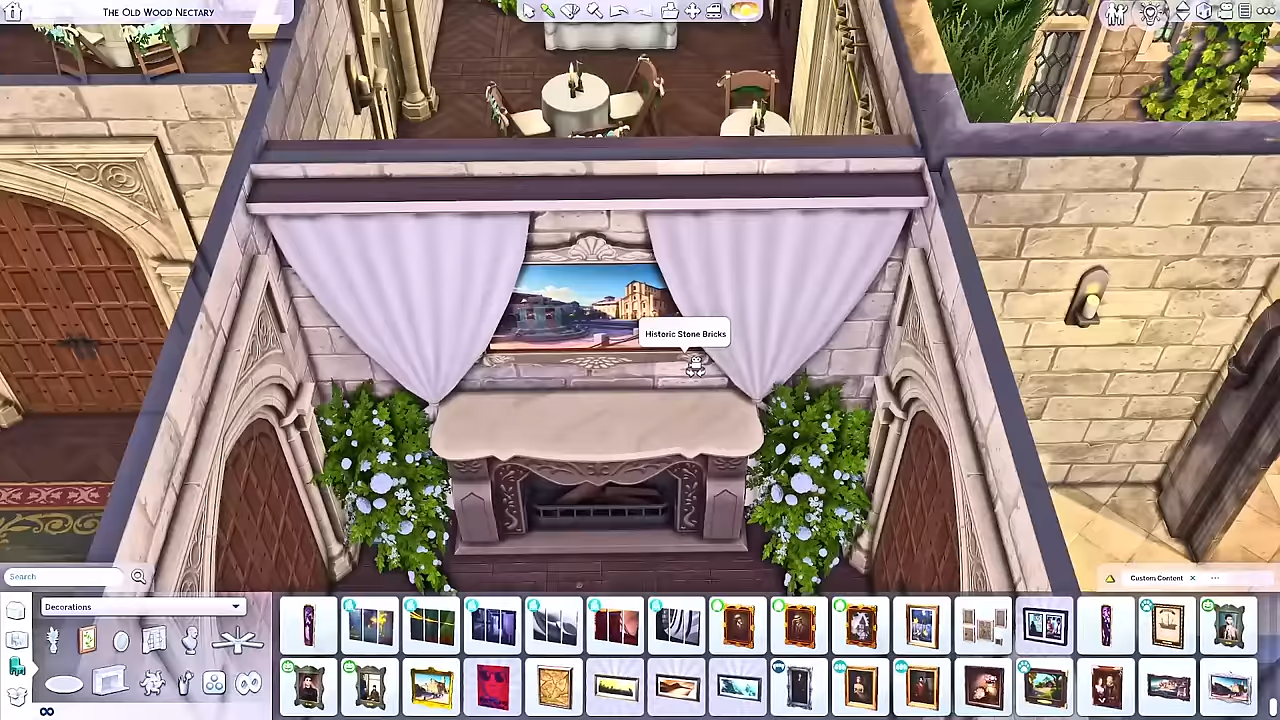 The Old Wood Nectary
Historic Stone Bricks
Search
Custom Content
Decorations